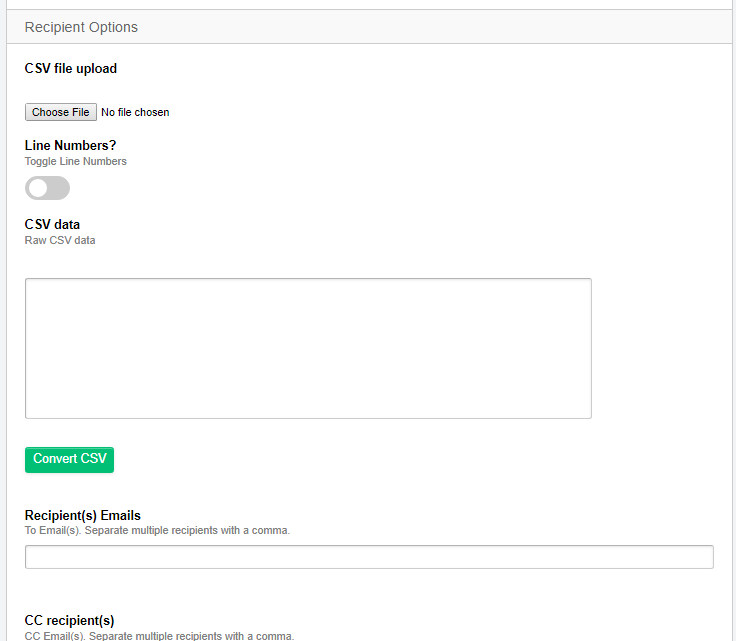 Recipient Options
CSV file upload
Choose File No file chosen
Line Numbers?
Toggle Line Numbers
CSV data
Raw CSV data
Convert CSV
Recipient(s) Emails
To Email(s). Separate multiple recipients with a comma.
CC recipient(s)
CC Email(s). Separate multiple recipients with a comma.